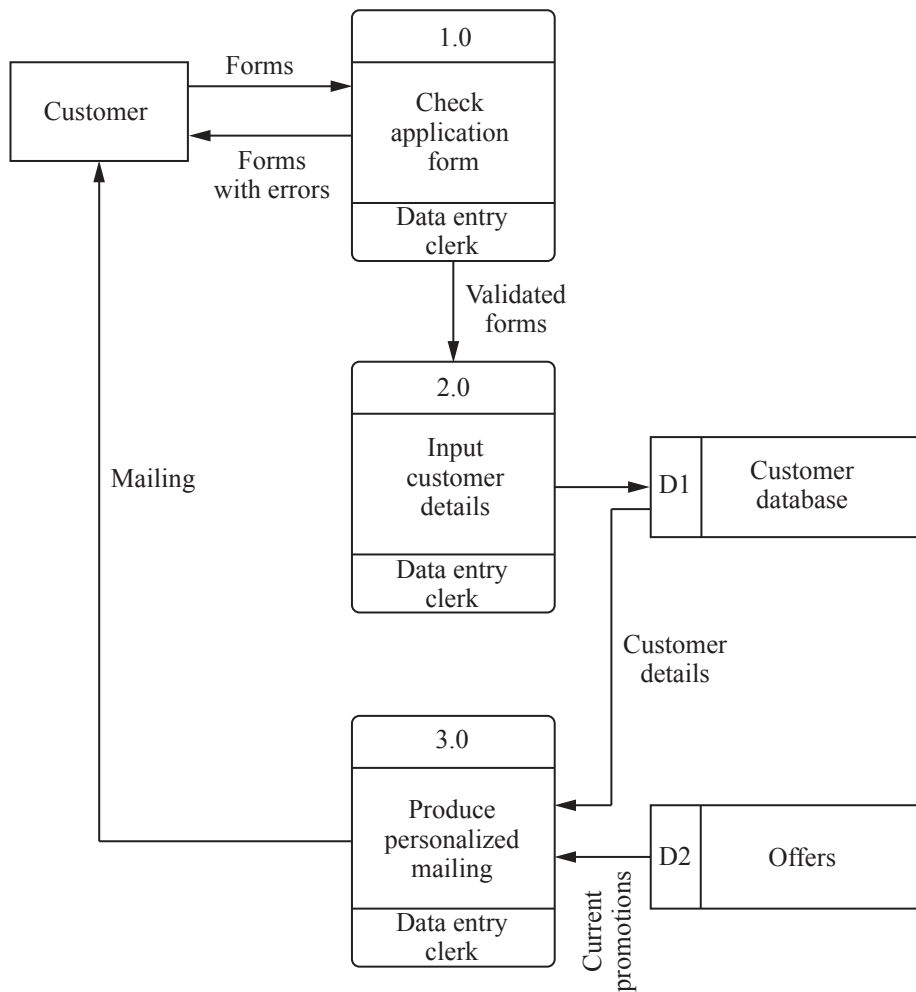 1.0
Forms
Customer
Check
application
form
Forms
with errors
Data entry
clerk
Validated
forms
2.0
Input
customer
details
D1
Customer
database
Mailing
Data entry
clerk
Customer
details
3.0
Produce
personalized
mailing
D2
Offers
Current
promotions
Data entry
clerk